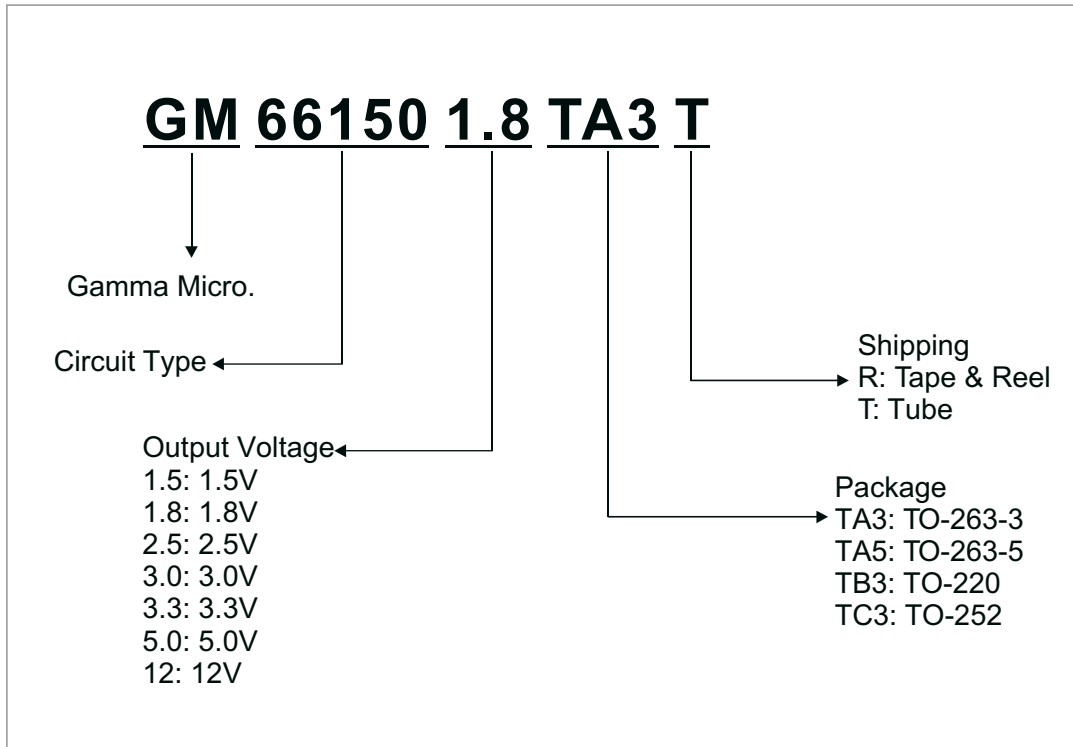 GM 66150 1.8 TA3 T
Gamma Micro.
Circuit Type
Output Voltage
1.5: 1.5V
1.8: 1.8V
2.5: 2.5V
3.0: 3.0V
3.3: 3.3V
5.0: 5.0V
12: 12V
Shipping
R: Tape & Reel
T: Tube
Package
TA3: TO-263-3
TA5: TO-263-5
TB3: TO-220
TC3: TO-252